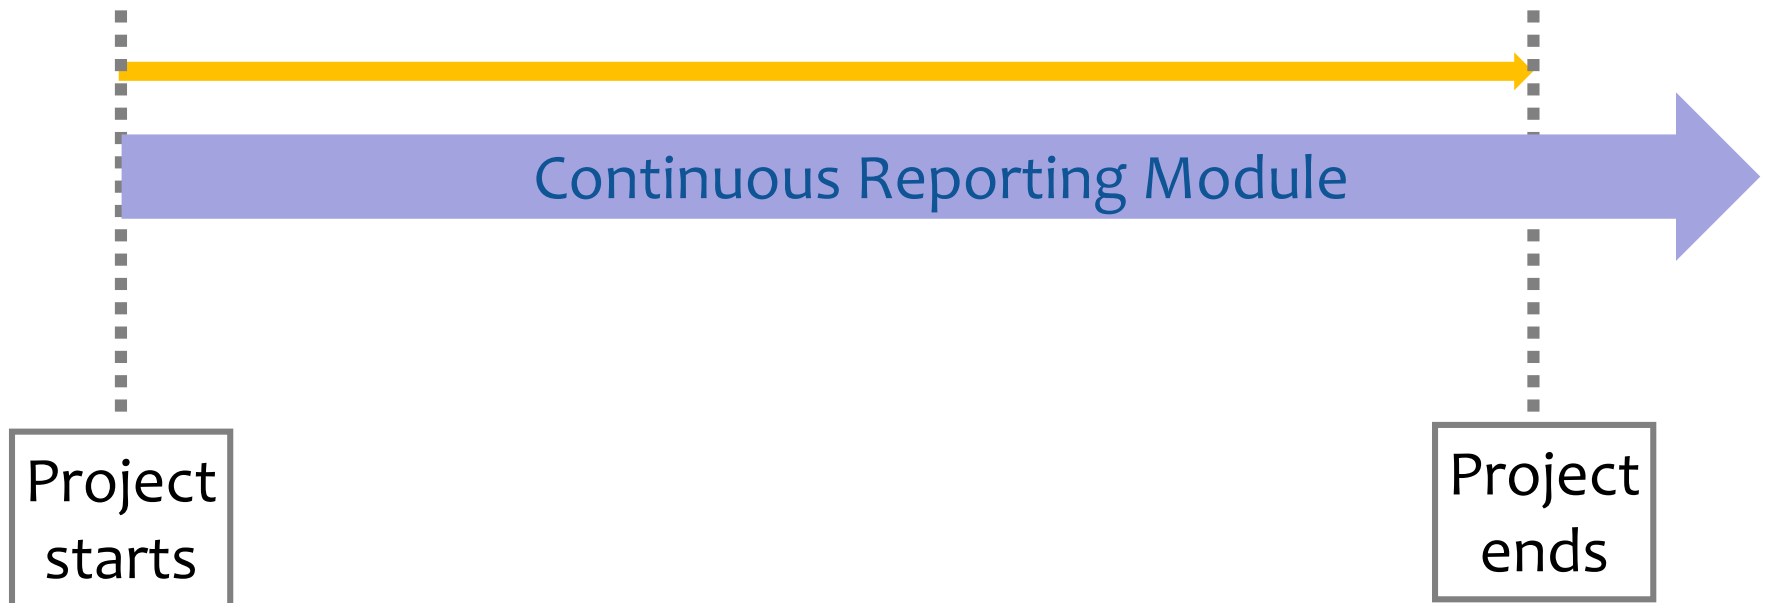 Continuous Reporting Module
Project
starts
Project
ends